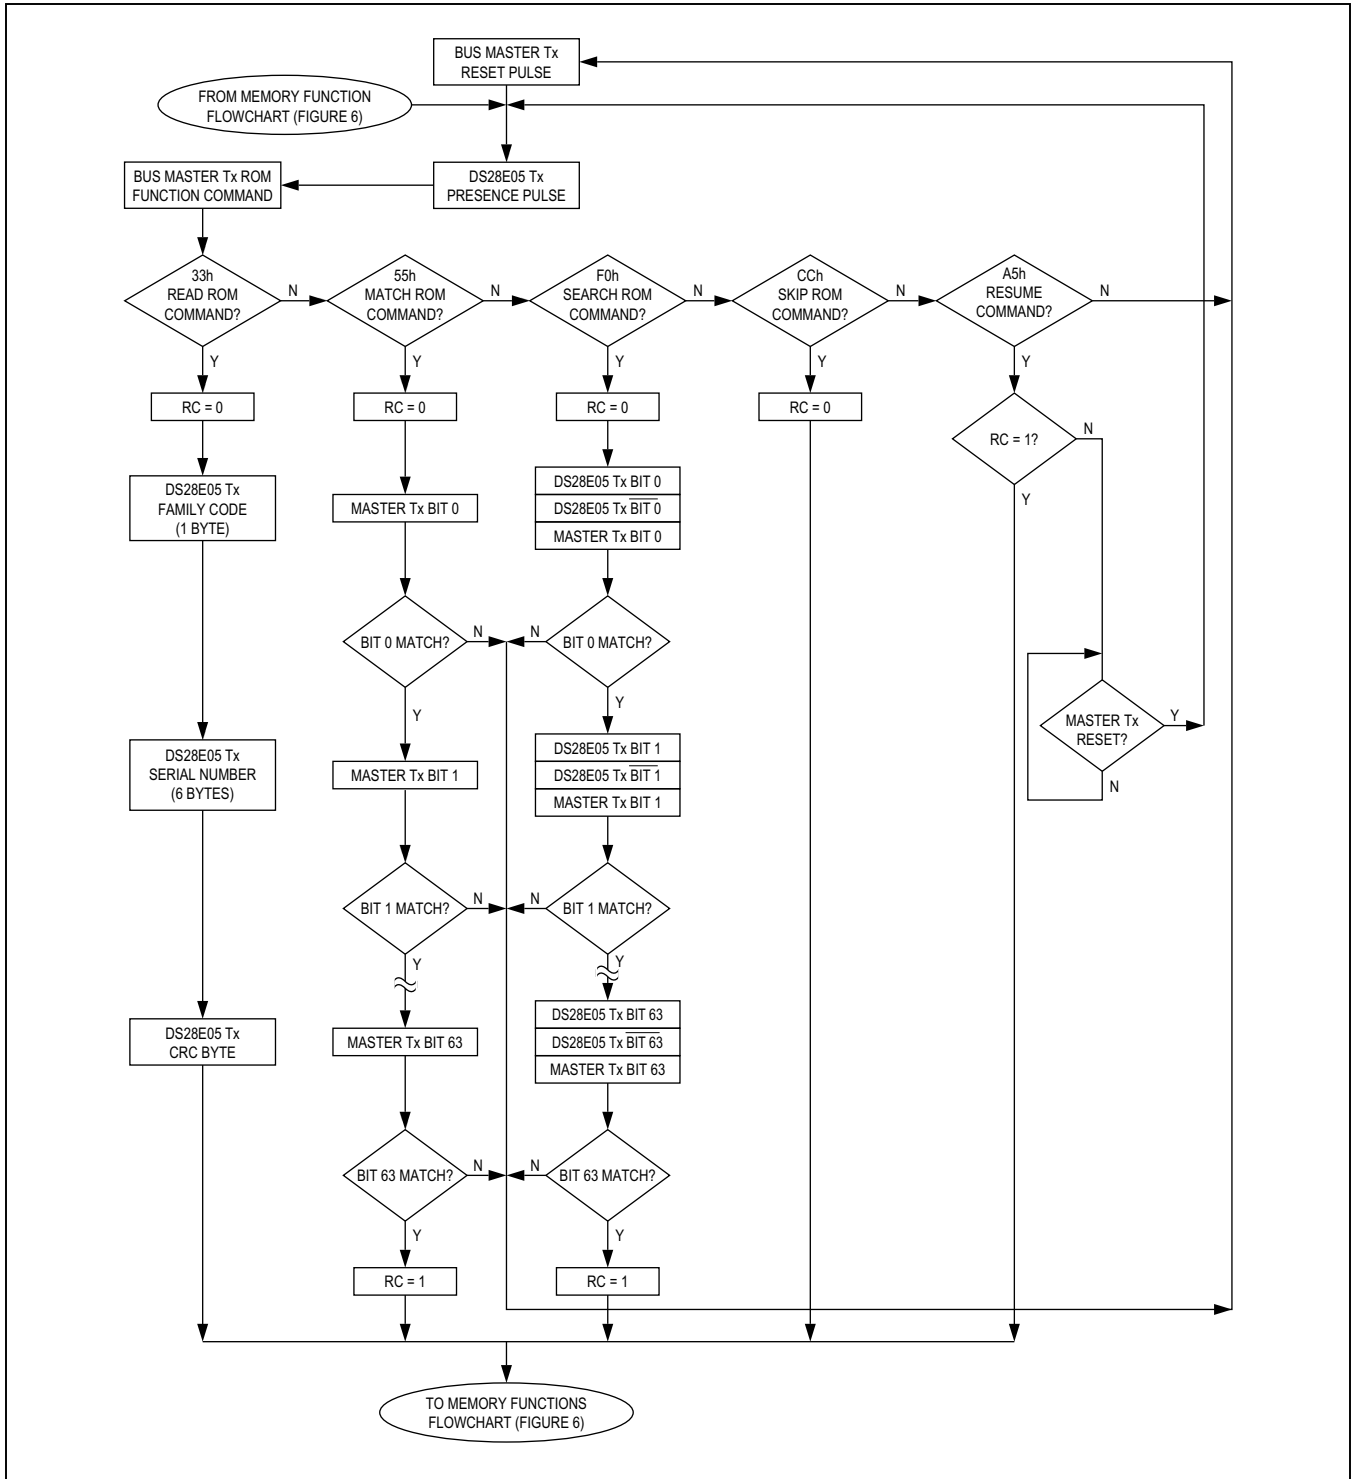 BUS MASTER Tx
RESET PULSE
FROM MEMORY FUNCTION
FLOWCHART (FIGURE 6)
BUS MASTER Tx ROM
FUNCTION COMMAND
DS28E05 Tx
PRESENCE PULSE
33h
READ ROM
COMMAND?
N
55h
MATCH ROM
COMMAND?
N
F0h
SEARCH ROM
COMMAND?
N
CCh
SKIP ROM
COMMAND?
N
A5h
RESUME
COMMAND?
N
Y
Y
Y
Y
Y
RC = 0
RC = 0
RC = 0
RC = 0
RC = 1?
N
Y
DS28E05 Tx
FAMILY CODE
(1 BYTE)
MASTER Tx BIT 0
DS28E05 Tx BIT 0
DS28E05 Tx B̅I̅T̅ ̅0̅
MASTER Tx BIT 0
BIT 0 MATCH?
N
N
BIT 0 MATCH?
Y
Y
MASTER Tx
RESET?
Y
N
DS28E05 Tx
SERIAL NUMBER
(6 BYTES)
MASTER Tx BIT 1
DS28E05 Tx BIT 1
DS28E05 Tx B̅I̅T̅ ̅1̅
MASTER Tx BIT 1
BIT 1 MATCH?
N
N
BIT 1 MATCH?
Y
Y
DS28E05 Tx
CRC BYTE
MASTER Tx BIT 63
DS28E05 Tx BIT 63
DS28E05 Tx B̅I̅T̅ ̅6̅3̅
MASTER Tx BIT 63
BIT 63 MATCH?
N
N
BIT 63 MATCH?
Y
Y
RC = 1
RC = 1
TO MEMORY FUNCTIONS
FLOWCHART (FIGURE 6)